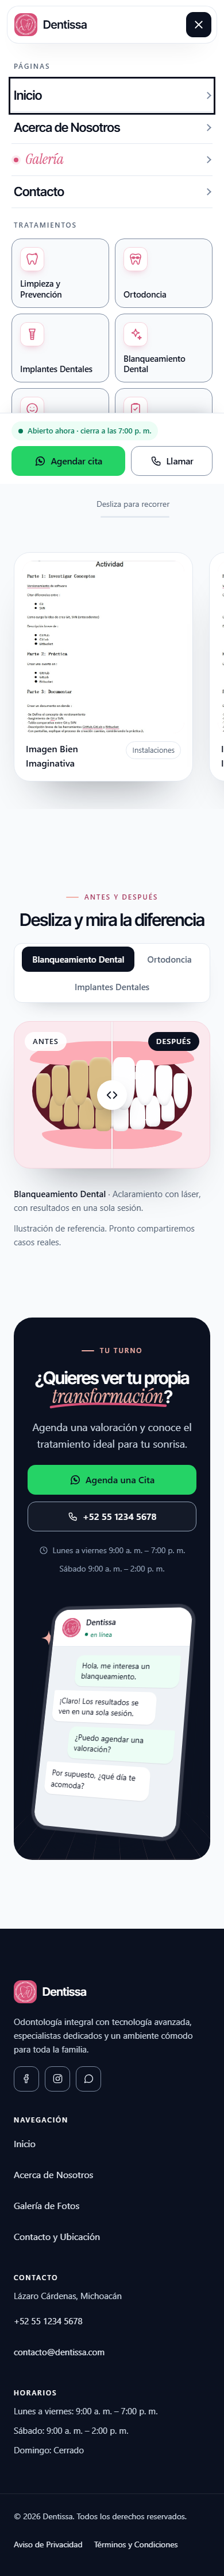 Dentissa
PÁGINAS
Inicio
Acerca de Nosotros
Galería
Contacto
TRATAMIENTOS
Limpieza y
Prevención
Ortodoncia
Implantes Dentales
Blanqueamiento
Dental
Abierto ahora · cierra a las 7:00 p. m.
Agendar cita
Llamar
Desliza para recorrer
Actividad
Parte 1: Investigar Conceptos
Parte 2: Práctica
Parte 3: Documentar
Imagen Bien
Imaginativa
Instalaciones
ANTES Y DESPUÉS
Desliza y mira la diferencia
Blanqueamiento Dental
Ortodoncia
Implantes Dentales
ANTES
DESPUÉS
Blanqueamiento Dental · Aclaramiento con láser,
con resultados en una sola sesión.
Ilustración de referencia. Pronto compartiremos
casos reales.
TU TURNO
¿Quieres ver tu propia
transformación?
Agenda una valoración y conoce el
tratamiento ideal para tu sonrisa.
Agenda una Cita
+52 55 1234 5678
Lunes a viernes 9:00 a. m. – 7:00 p. m.
Sábado 9:00 a. m. – 2:00 p. m.
Dentissa
en línea
Hola, me interesa un
blanqueamiento.
¡Claro! Los resultados se
ven en una sola sesión.
¿Puedo agendar una
valoración?
Por supuesto, ¿qué día te
acomoda?
Dentissa
Odontología integral con tecnología avanzada,
especialistas dedicados y un ambiente cómodo
para toda la familia.
NAVEGACIÓN
Inicio
Acerca de Nosotros
Galería de Fotos
Contacto y Ubicación
CONTACTO
Lázaro Cárdenas, Michoacán
+52 55 1234 5678
contacto@dentissa.com
HORARIOS
Lunes a viernes: 9:00 a. m. – 7:00 p. m.
Sábado: 9:00 a. m. – 2:00 p. m.
Domingo: Cerrado
© 2026 Dentissa. Todos los derechos reservados.
Aviso de Privacidad
Términos y Condiciones